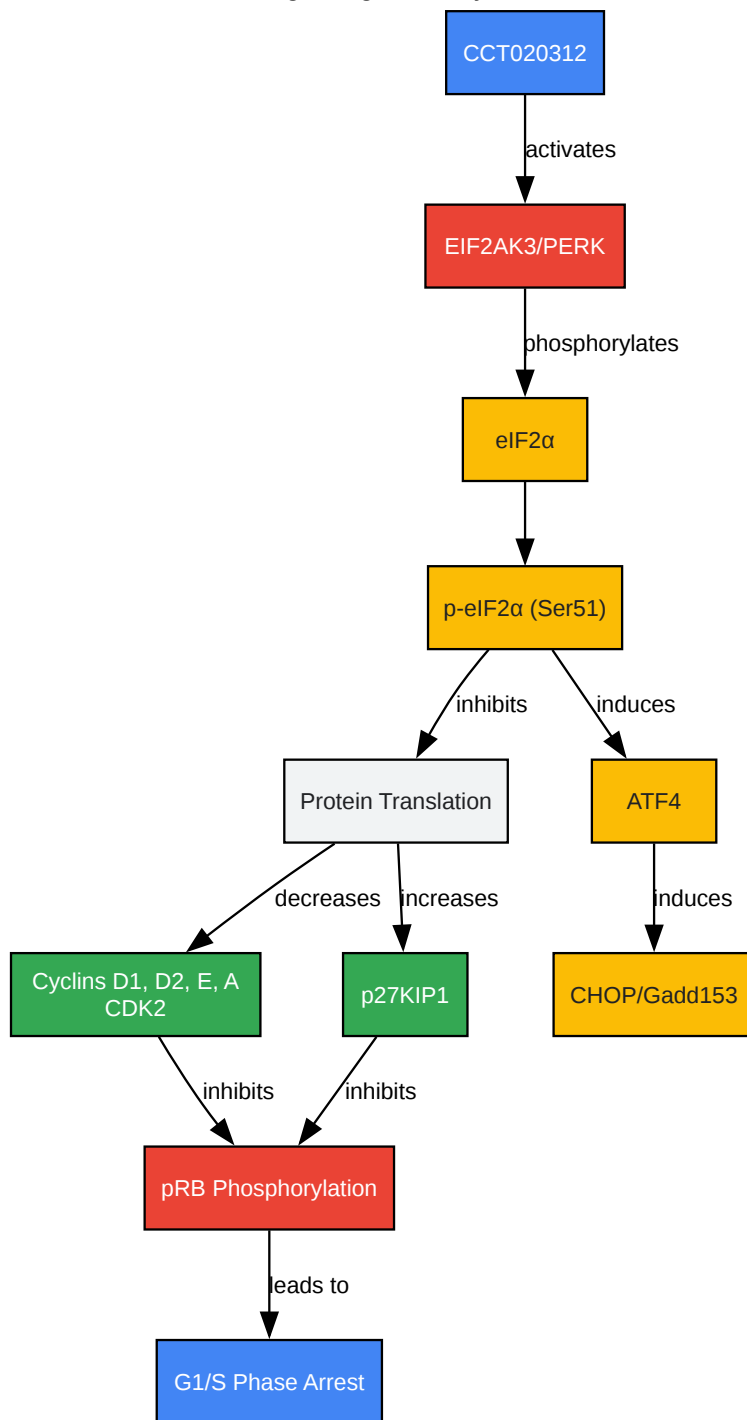 CCT020312
activates
EIF2AK3/PERK
phosphorylates
eIF2α
p-eIF2α (Ser51)
inhibits
induces
Protein Translation
ATF4
decreases
increases
induces
Cyclins D1, D2, E, A
CDK2
p27KIP1
CHOP/Gadd153
inhibits
inhibits
pRB Phosphorylation
leads to
G1/S Phase Arrest